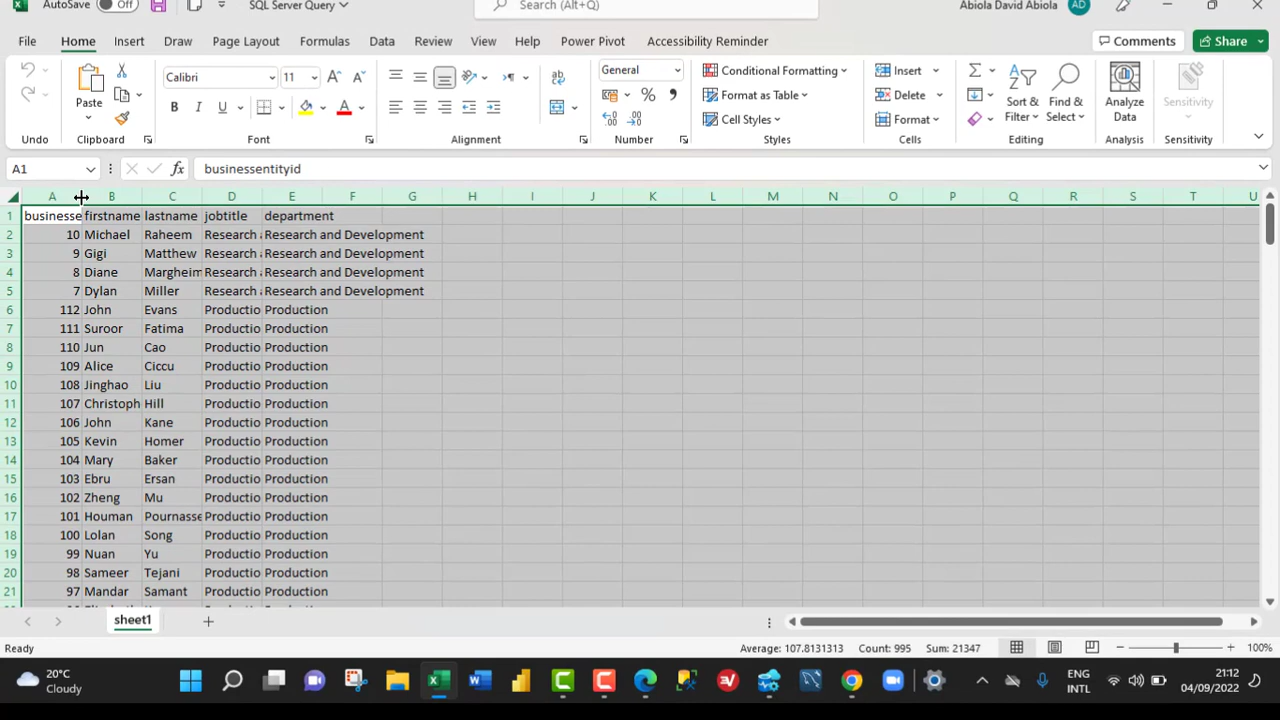 AutoSave Off SQL Server Query Search (Alt+Q) Abiola David Abiola AD
File Home Insert Draw Page Layout Formulas Data Review View Help Power Pivot Accessibility Reminder Comments Share
Paste Calibri 11 General Conditional Formatting Insert
Format as Table Delete Sort & Filter Find & Select Analyze Data Sensitivity
B I U A % Cell Styles Format
Undo Clipboard Font Alignment Number Styles Cells Editing Analysis Sensitivity
A1 fx businessentityid
A B C D E F G H I J K L M N O P Q R S T U
1 businesse firstname lastname jobtitle department
2 10 Michael Raheem Research Research and Development
3 9 Gigi Matthew Research Research and Development
4 8 Diane Margheim Research Research and Development
5 7 Dylan Miller Research Research and Development
6 112 John Evans Productio Production
7 111 Suroor Fatima Productio Production
8 110 Jun Cao Productio Production
9 109 Alice Ciccu Productio Production
10 108 Jinghao Liu Productio Production
11 107 Christoph Hill Productio Production
12 106 John Kane Productio Production
13 105 Kevin Homer Productio Production
14 104 Mary Baker Productio Production
15 103 Ebru Ersan Productio Production
16 102 Zheng Mu Productio Production
17 101 Houman Pournasse Productio Production
18 100 Lolan Song Productio Production
19 99 Nuan Yu Productio Production
20 98 Sameer Tejani Productio Production
21 97 Mandar Samant Productio Production
sheet1
Ready Average: 107.8131313 Count: 995 Sum: 21347 100%
20°C ENG 21:12
Cloudy INTL 04/09/2022